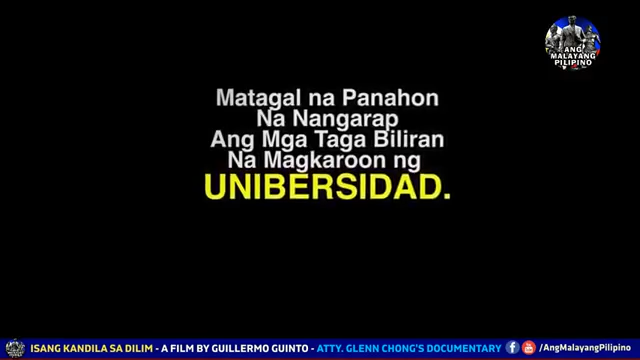 ANG
MALAYANG
PILIPINO
Matagal na Panahon
Na Nangarap
Ang Mga Taga Biliran
Na Magkaroon ng
UNIBERSIDAD.
ISANG KANDILA SA DILIM - A FILM BY GUILLERMO GUINTO - ATTY. GLENN CHONG'S DOCUMENTARY /AngMalayangPilipino